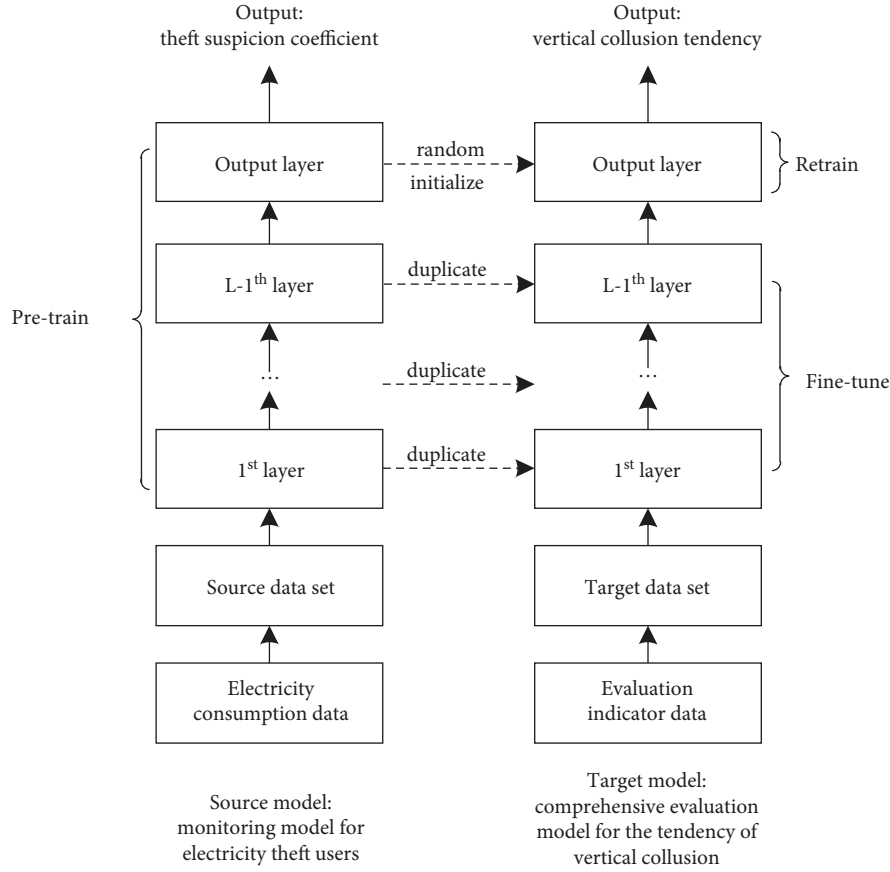 Output:
theft suspicion coefficient
Output:
vertical collusion tendency
Output layer
random
initialize
Output layer
Retrain
L-1th layer
duplicate
L-1th layer
Pre-train
...
duplicate
...
Fine-tune
1st layer
duplicate
1st layer
Source data set
Target data set
Electricity
consumption data
Evaluation
indicator data
Source model:
monitoring model for
electricity theft users
Target model:
comprehensive evaluation
model for the tendency of
vertical collusion